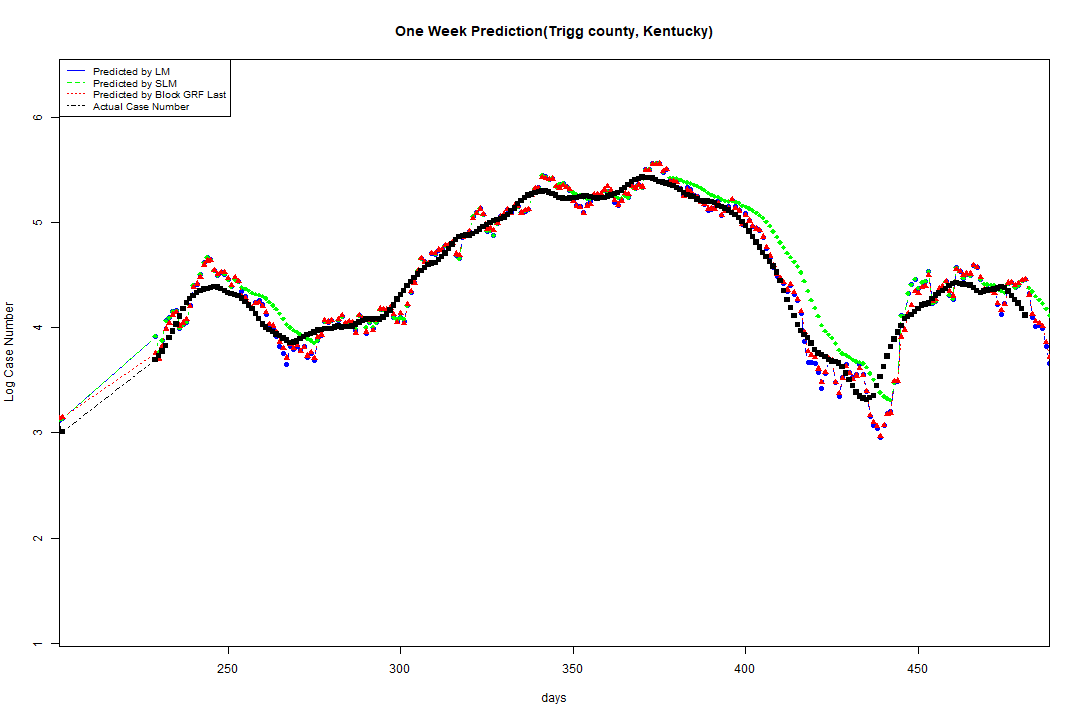 One Week Prediction(Trigg county, Kentucky)
Predicted by LM
Predicted by SLM
Predicted by Block GRF Last
Actual Case Number
Log Case Number
6
5
4
3
2
1
250 300 350 400 450
days